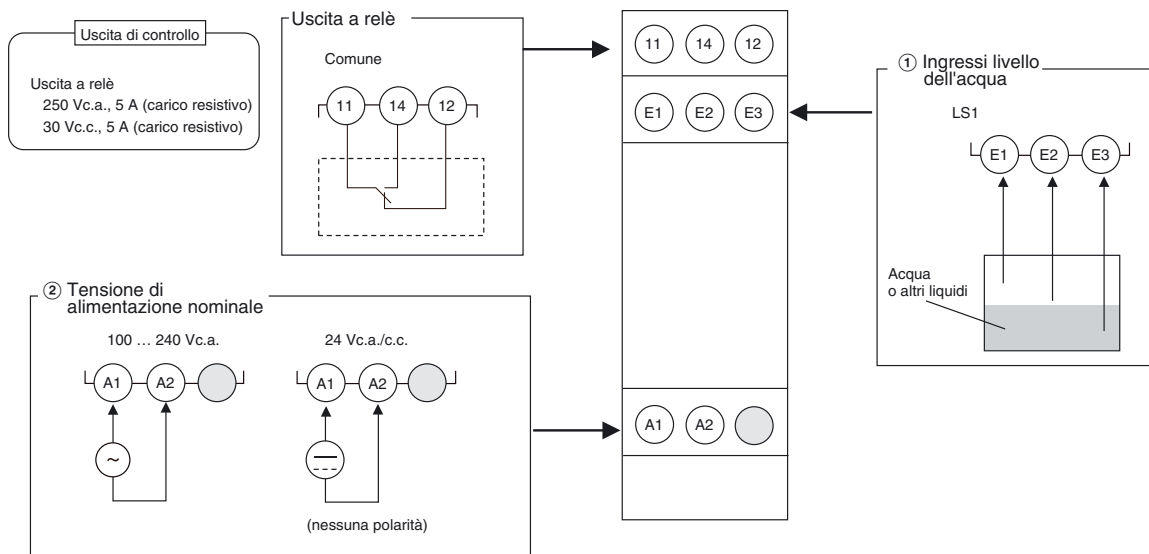 Uscita di controllo
Uscita a relè
250 Vc.a., 5 A (carico resistivo)
30 Vc.c., 5 A (carico resistivo)
Uscita a relè
Comune
11 14 12
11 14 12
E1 E2 E3
A1 A2
① Ingressi livello
dell'acqua
LS1
E1 E2 E3
Acqua
o altri liquidi
② Tensione di
alimentazione nominale
100 ... 240 Vc.a.
A1 A2
~
24 Vc.a./c.c.
A1 A2
(nessuna polarità)